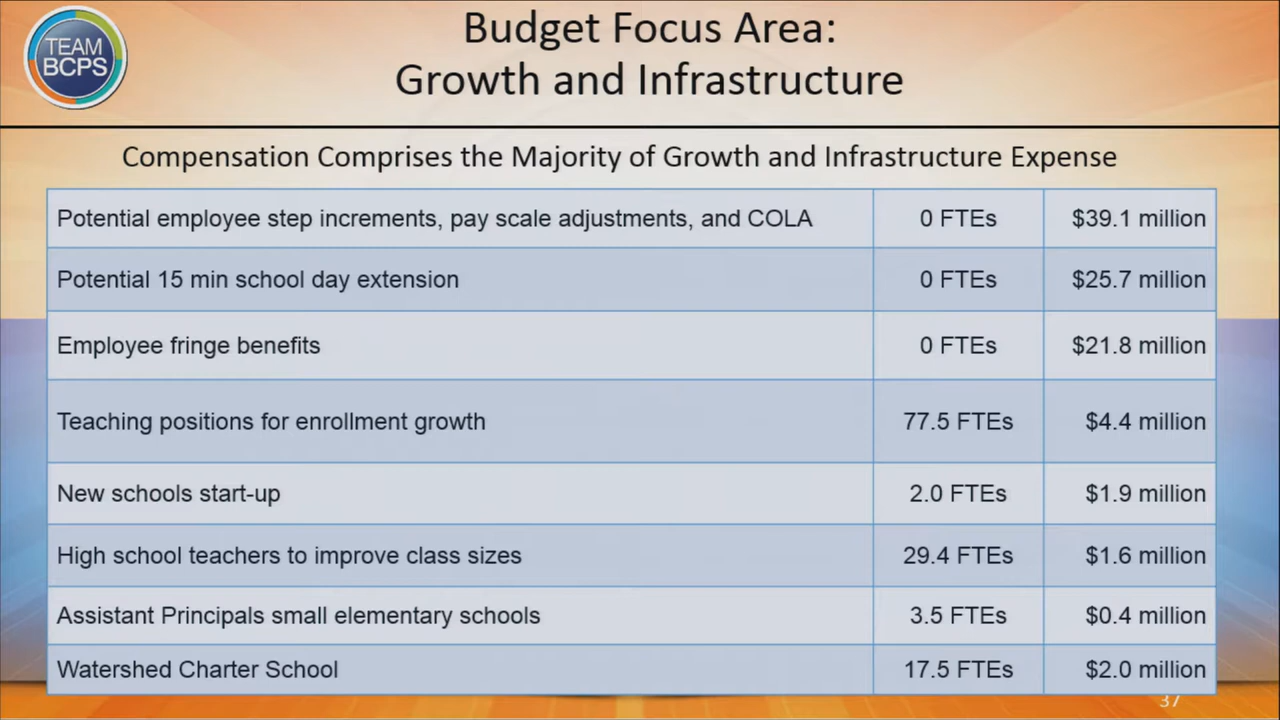 TEAM
BCPS
Budget Focus Area:
Growth and Infrastructure
Compensation Comprises the Majority of Growth and Infrastructure Expense
Potential employee step increments, pay scale adjustments, and COLA 0 FTEs $39.1 million
Potential 15 min school day extension 0 FTEs $25.7 million
Employee fringe benefits 0 FTEs $21.8 million
Teaching positions for enrollment growth 77.5 FTEs $4.4 million
New schools start-up 2.0 FTEs $1.9 million
High school teachers to improve class sizes 29.4 FTEs $1.6 million
Assistant Principals small elementary schools 3.5 FTEs $0.4 million
Watershed Charter School 17.5 FTEs $2.0 million
37